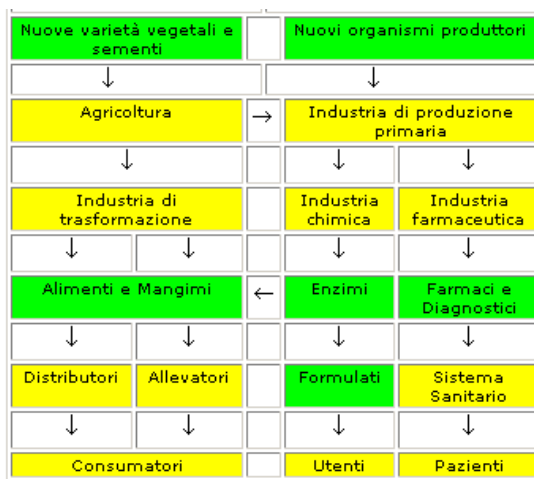 Nuove varietà vegetali e
sementi
Nuovi organismi produttori
↓ ↓
Agricoltura → Industria di produzione
primaria
↓ ↓ ↓
Industria di
trasformazione
Industria
chimica
Industria
farmaceutica
↓ ↓ ↓ ↓
Alimenti e Mangimi ← Enzimi
Farmaci e
Diagnostici
↓ ↓ ↓ ↓
Distributori Allevatori Formulati
Sistema
Sanitario
↓ ↓ ↓ ↓
Consumatori Utenti Pazienti